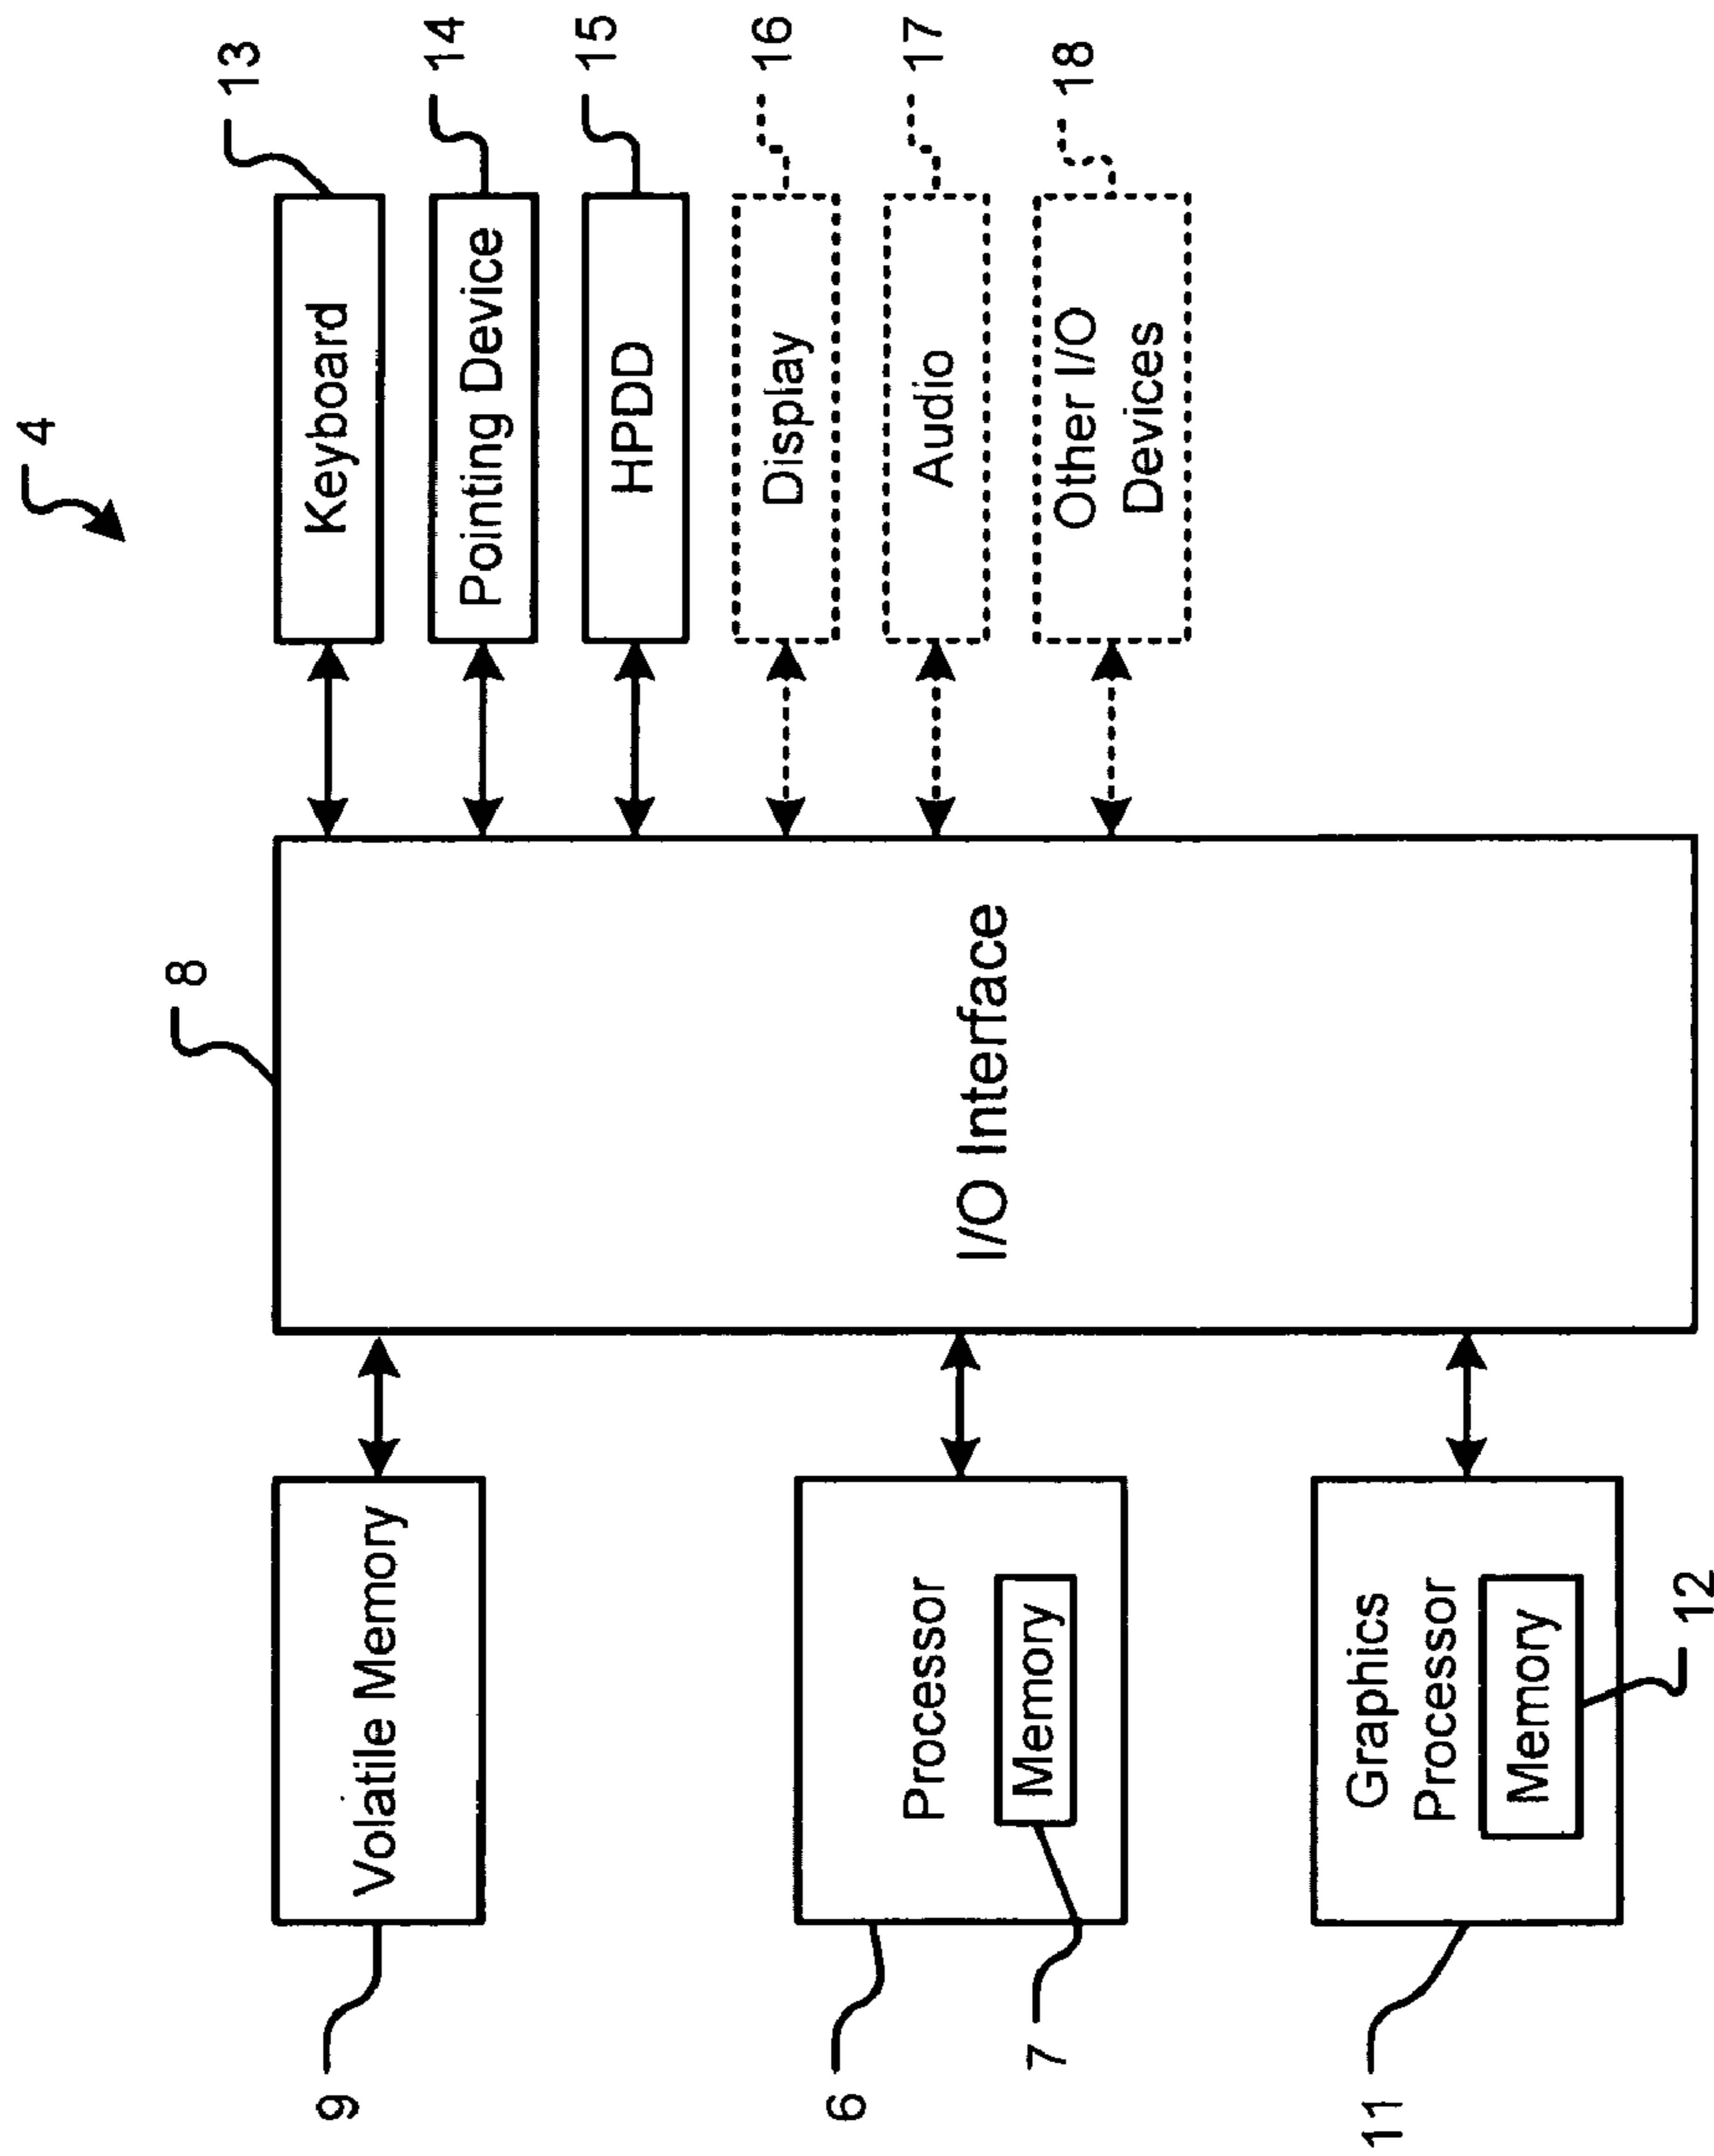 4
9
Volatile Memory
6
Processor
Memory
7
11
Graphics
Processor
Memory
12
8
I/O Interface
Keyboard
13
Pointing Device
14
HPDD
15
Display
16
Audio
17
Other I/O
Devices
18